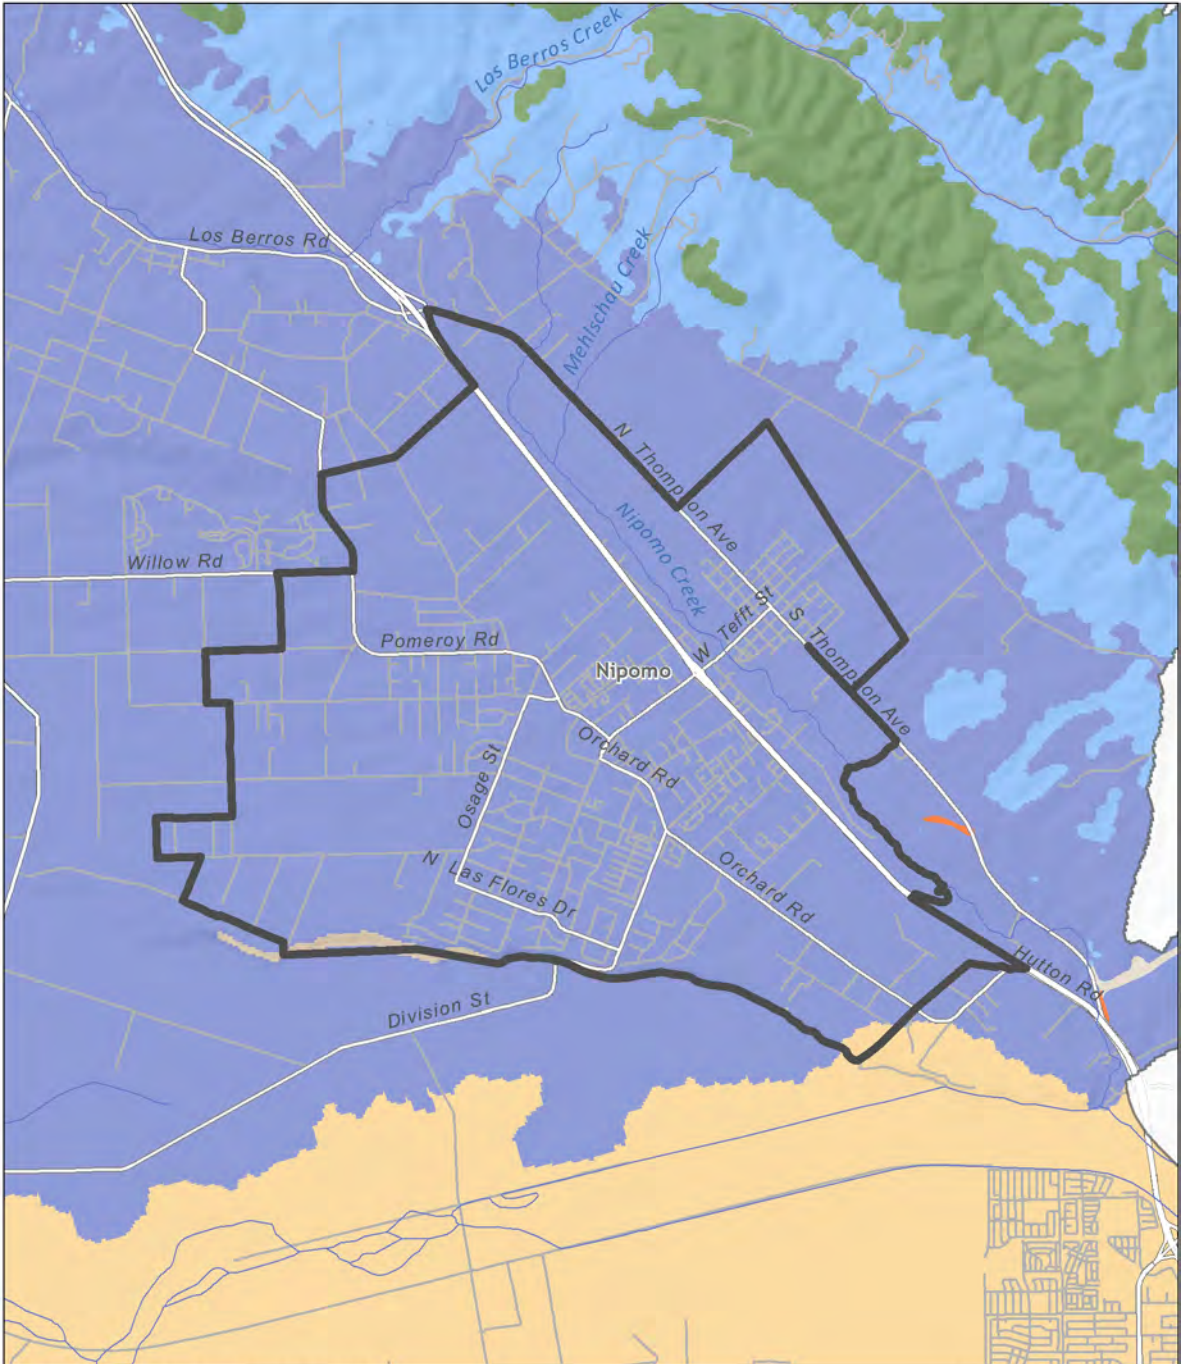 Los Berros Creek
Los Berros Rd
Mehlschau Creek
N Thompson Ave
Nipomo Creek
Willow Rd
W Tefft St
S Thompson Ave
Pomeroy Rd
Nipomo
Orchard Rd
Osage St
N Las Flores Dr
Orchard Rd
Hutton Rd
Division St